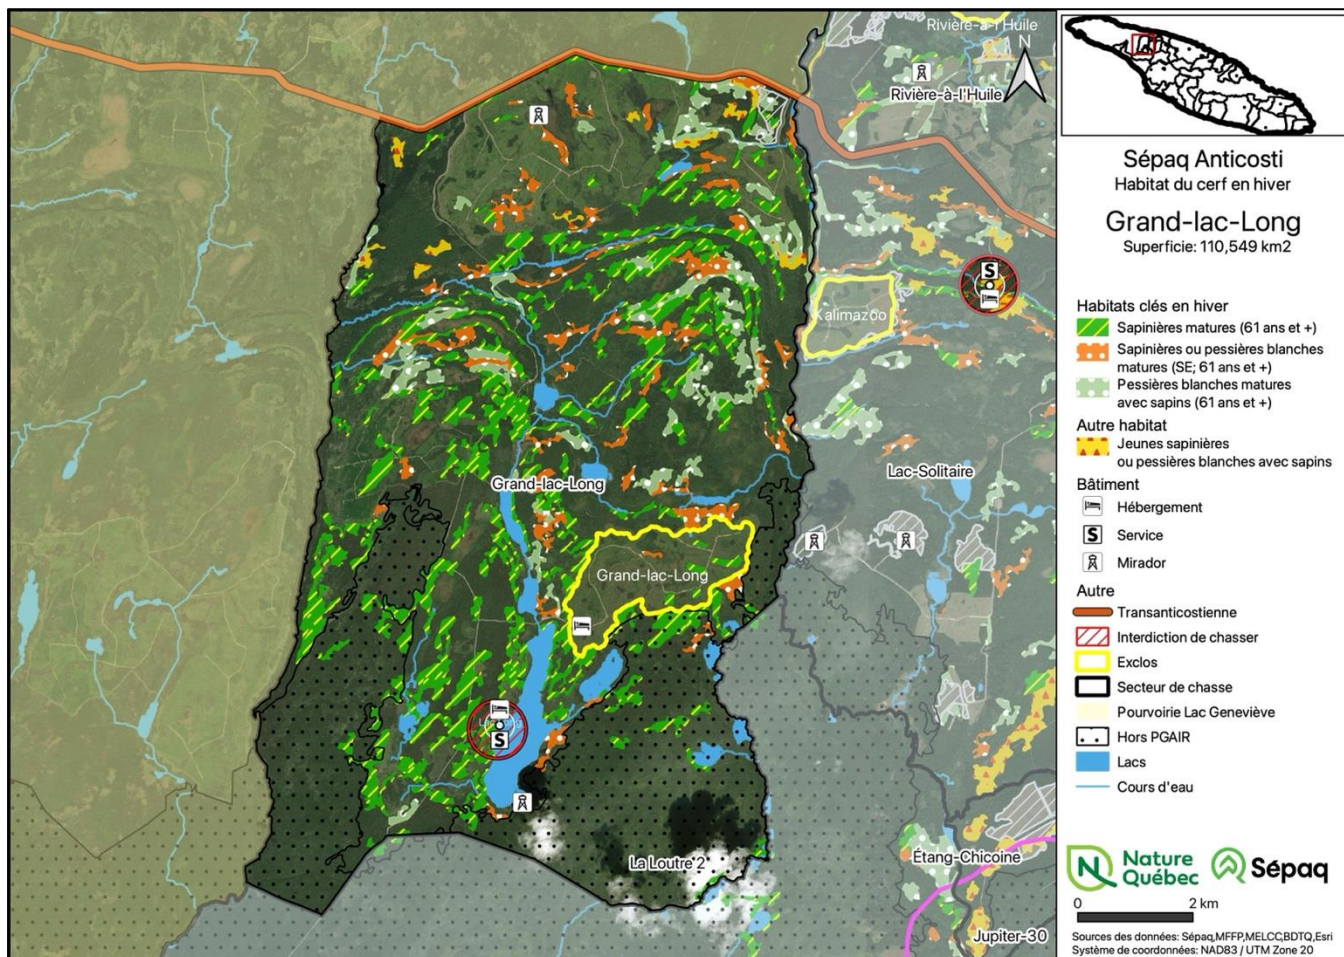 Rivière-à-l'Huile
N
Rivière-à-l'Huile
Kalimazoo
S
Lac-Solitaire
Grand-lac-Long
Grand-lac-Long
S
La Loutre 2
Étang-Chicoine
Jupiter-30
Sépaq Anticosti
Habitat du cerf en hiver
Grand-lac-Long
Superficie: 110,549 km2
Habitats clés en hiver
Sapinières matures (61 ans et +)
Sapinières ou pessières blanches
matures (SE; 61 ans et +)
Pessières blanches matures
avec sapins (61 ans et +)
Autre habitat
Jeunes sapinières
ou pessières blanches avec sapins
Bâtiment
Hébergement
S Service
Mirador
Autre
Transanticostienne
Interdiction de chasser
Exclos
Secteur de chasse
Pourvoirie Lac Geneviève
Hors PGAIR
Lacs
Cours d'eau
N Nature
Québec
Sépaq
0 2 km
Sources des données: Sépaq,MFFP,MELCC,BDTQ,Esri
Système de coordonnées: NAD83 / UTM Zone 20